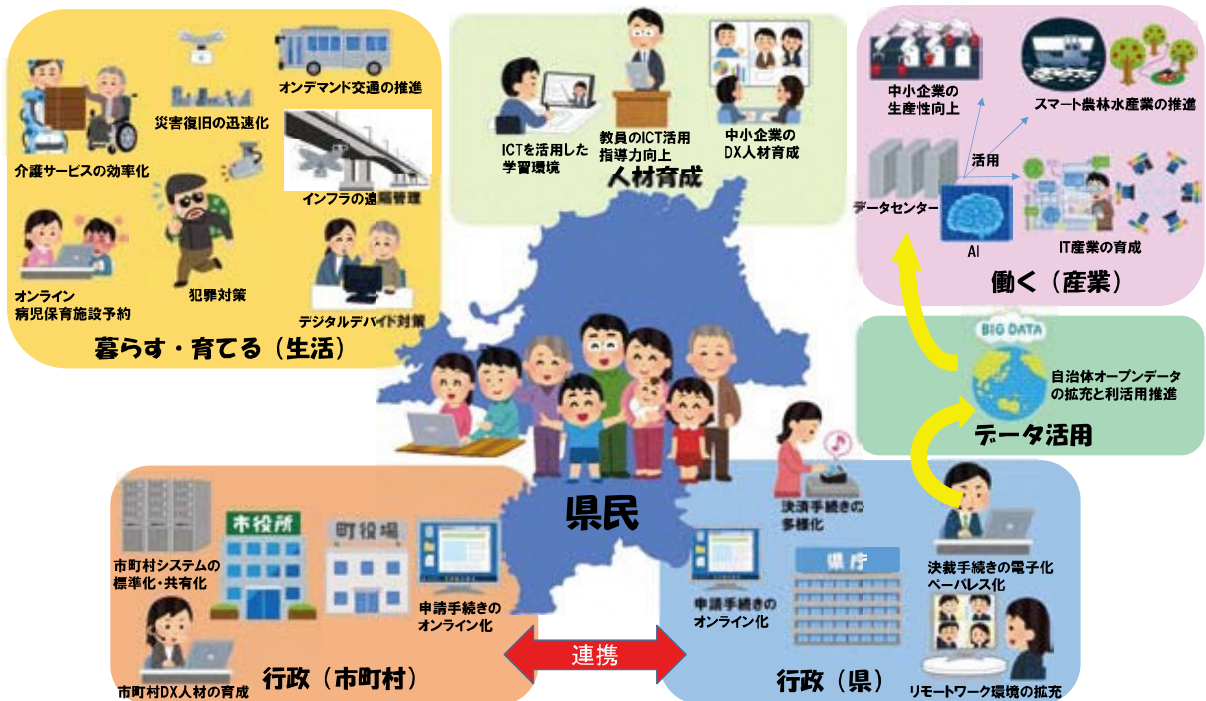 オンデマンド交通の推進
災害復旧の迅速化
介護サービスの効率化
インフラの遠隔管理
オンライン
病児保育施設予約
犯罪対策
デジタルデバイド対策
暮らす・育てる（生活）
ICTを活用した
学習環境
教員のICT活用
指導力向上
中小企業の
DX人材育成
人材育成
中小企業の
生産性向上
スマート農林水産業の推進
活用
データセンター
AI
IT産業の育成
働く（産業）
BIG DATA
自治体オープンデータ
の拡充と利活用推進
データ活用
県民
市役所
町役場
市町村システムの
標準化・共有化
申請手続きの
オンライン化
市町村DX人材の育成
行政（市町村）
連携
決済手続きの
多様化
県庁
申請手続きの
オンライン化
決裁手続きの電子化
ペーパレス化
リモートワーク環境の拡充
行政（県）